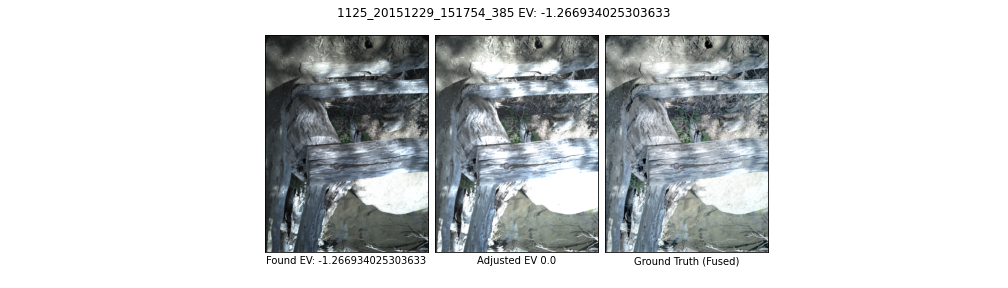 1125_20151229_151754_385 EV: -1.266934025303633
Found EV: -1.266934025303633
Adjusted EV 0.0
Ground Truth (Fused)